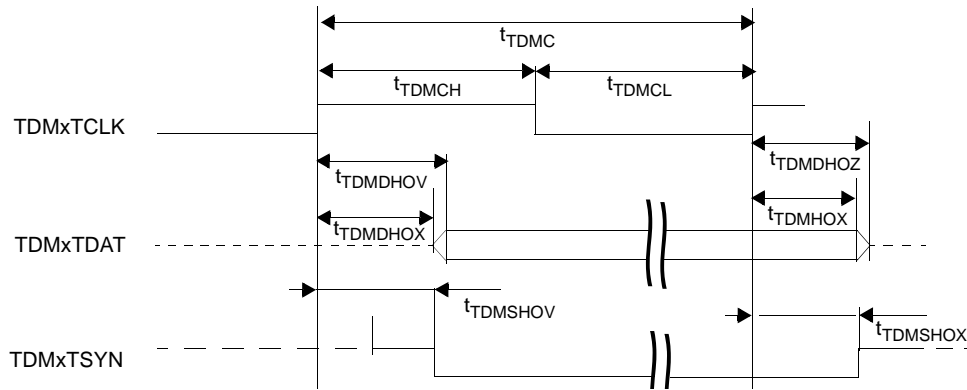 tTDMC
tTDMCH
tTDMCL
TDMxTCLK
tTDMDHOZ
tTDMDHOV
tTDMHOX
tTDMDHOX
TDMxTDAT
tTDMSHOV
tTDMSHOX
TDMxTSYN